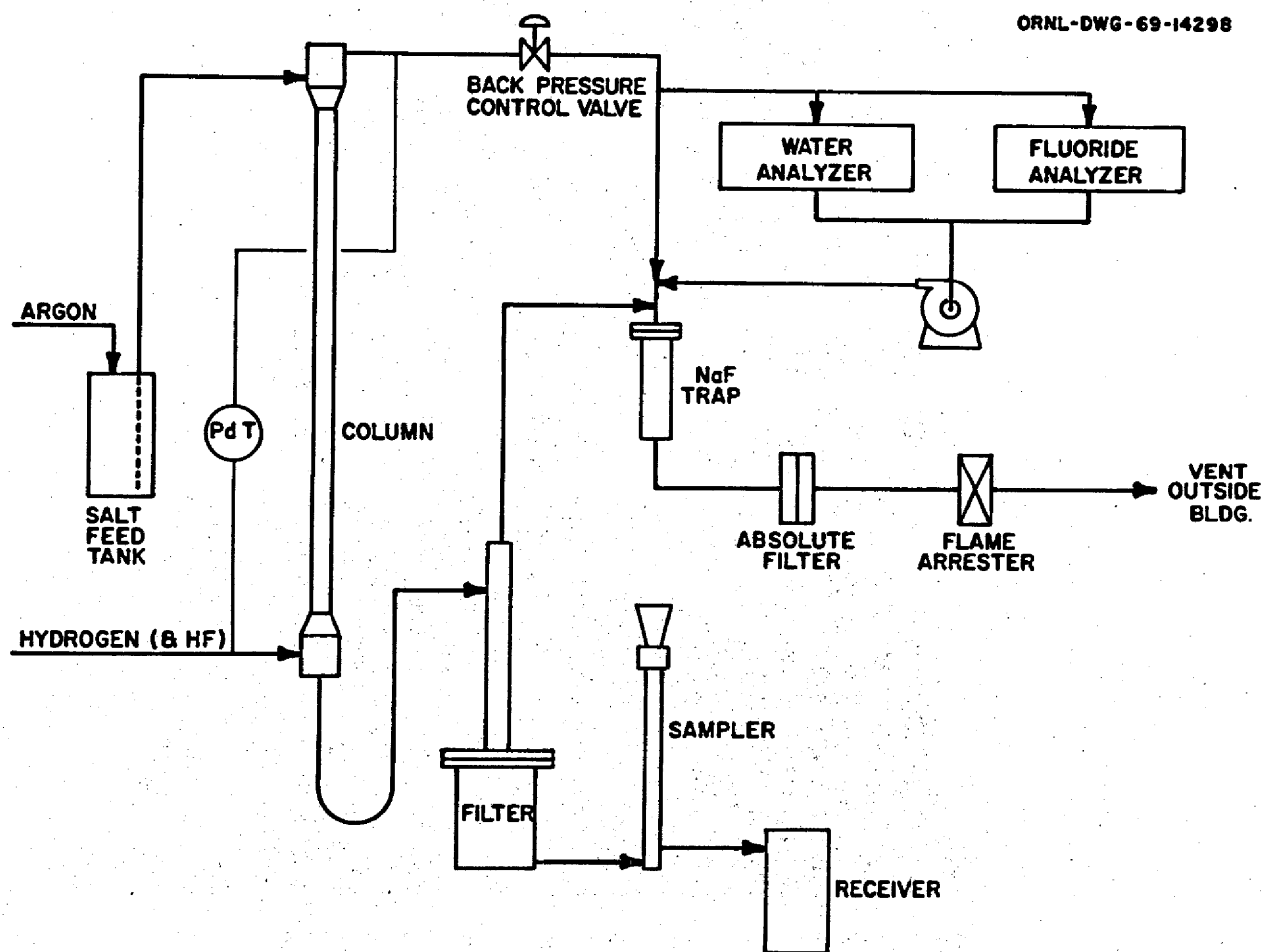 ORNL-DWG-69-14298
BACK PRESSURE
CONTROL VALVE
WATER
ANALYZER
FLUORIDE
ANALYZER
ARGON
NaF
TRAP
Pd T
COLUMN
SALT
FEED
TANK
ABSOLUTE
FILTER
FLAME
ARRESTER
VENT
OUTSIDE
BLDG.
HYDROGEN (& HF)
SAMPLER
FILTER
RECEIVER